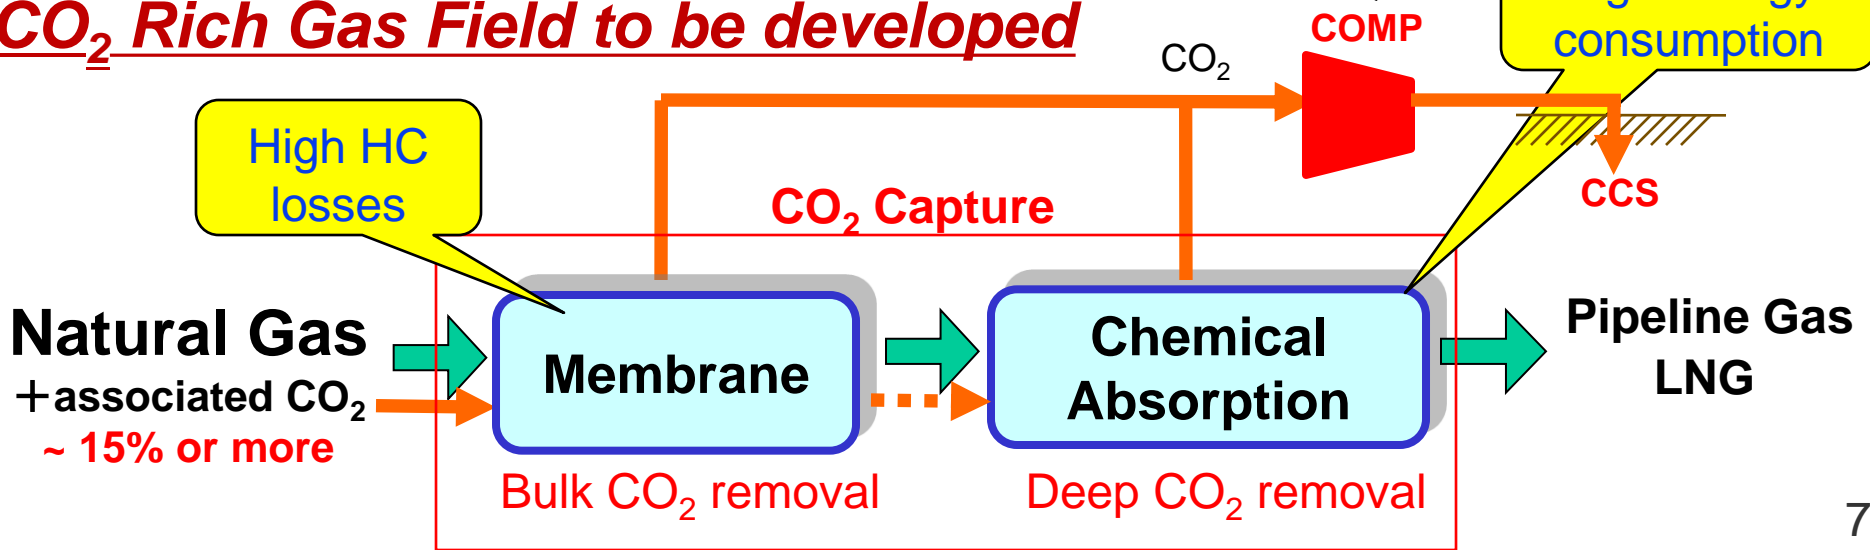 CO₂ Rich Gas Field to be developed
COMP
consumption
CO₂
High HC
losses
CO₂ Capture
CCS
Natural Gas
+associated CO₂
~ 15% or more
Membrane
Chemical
Absorption
Pipeline Gas
LNG
Bulk CO₂ removal
Deep CO₂ removal
7